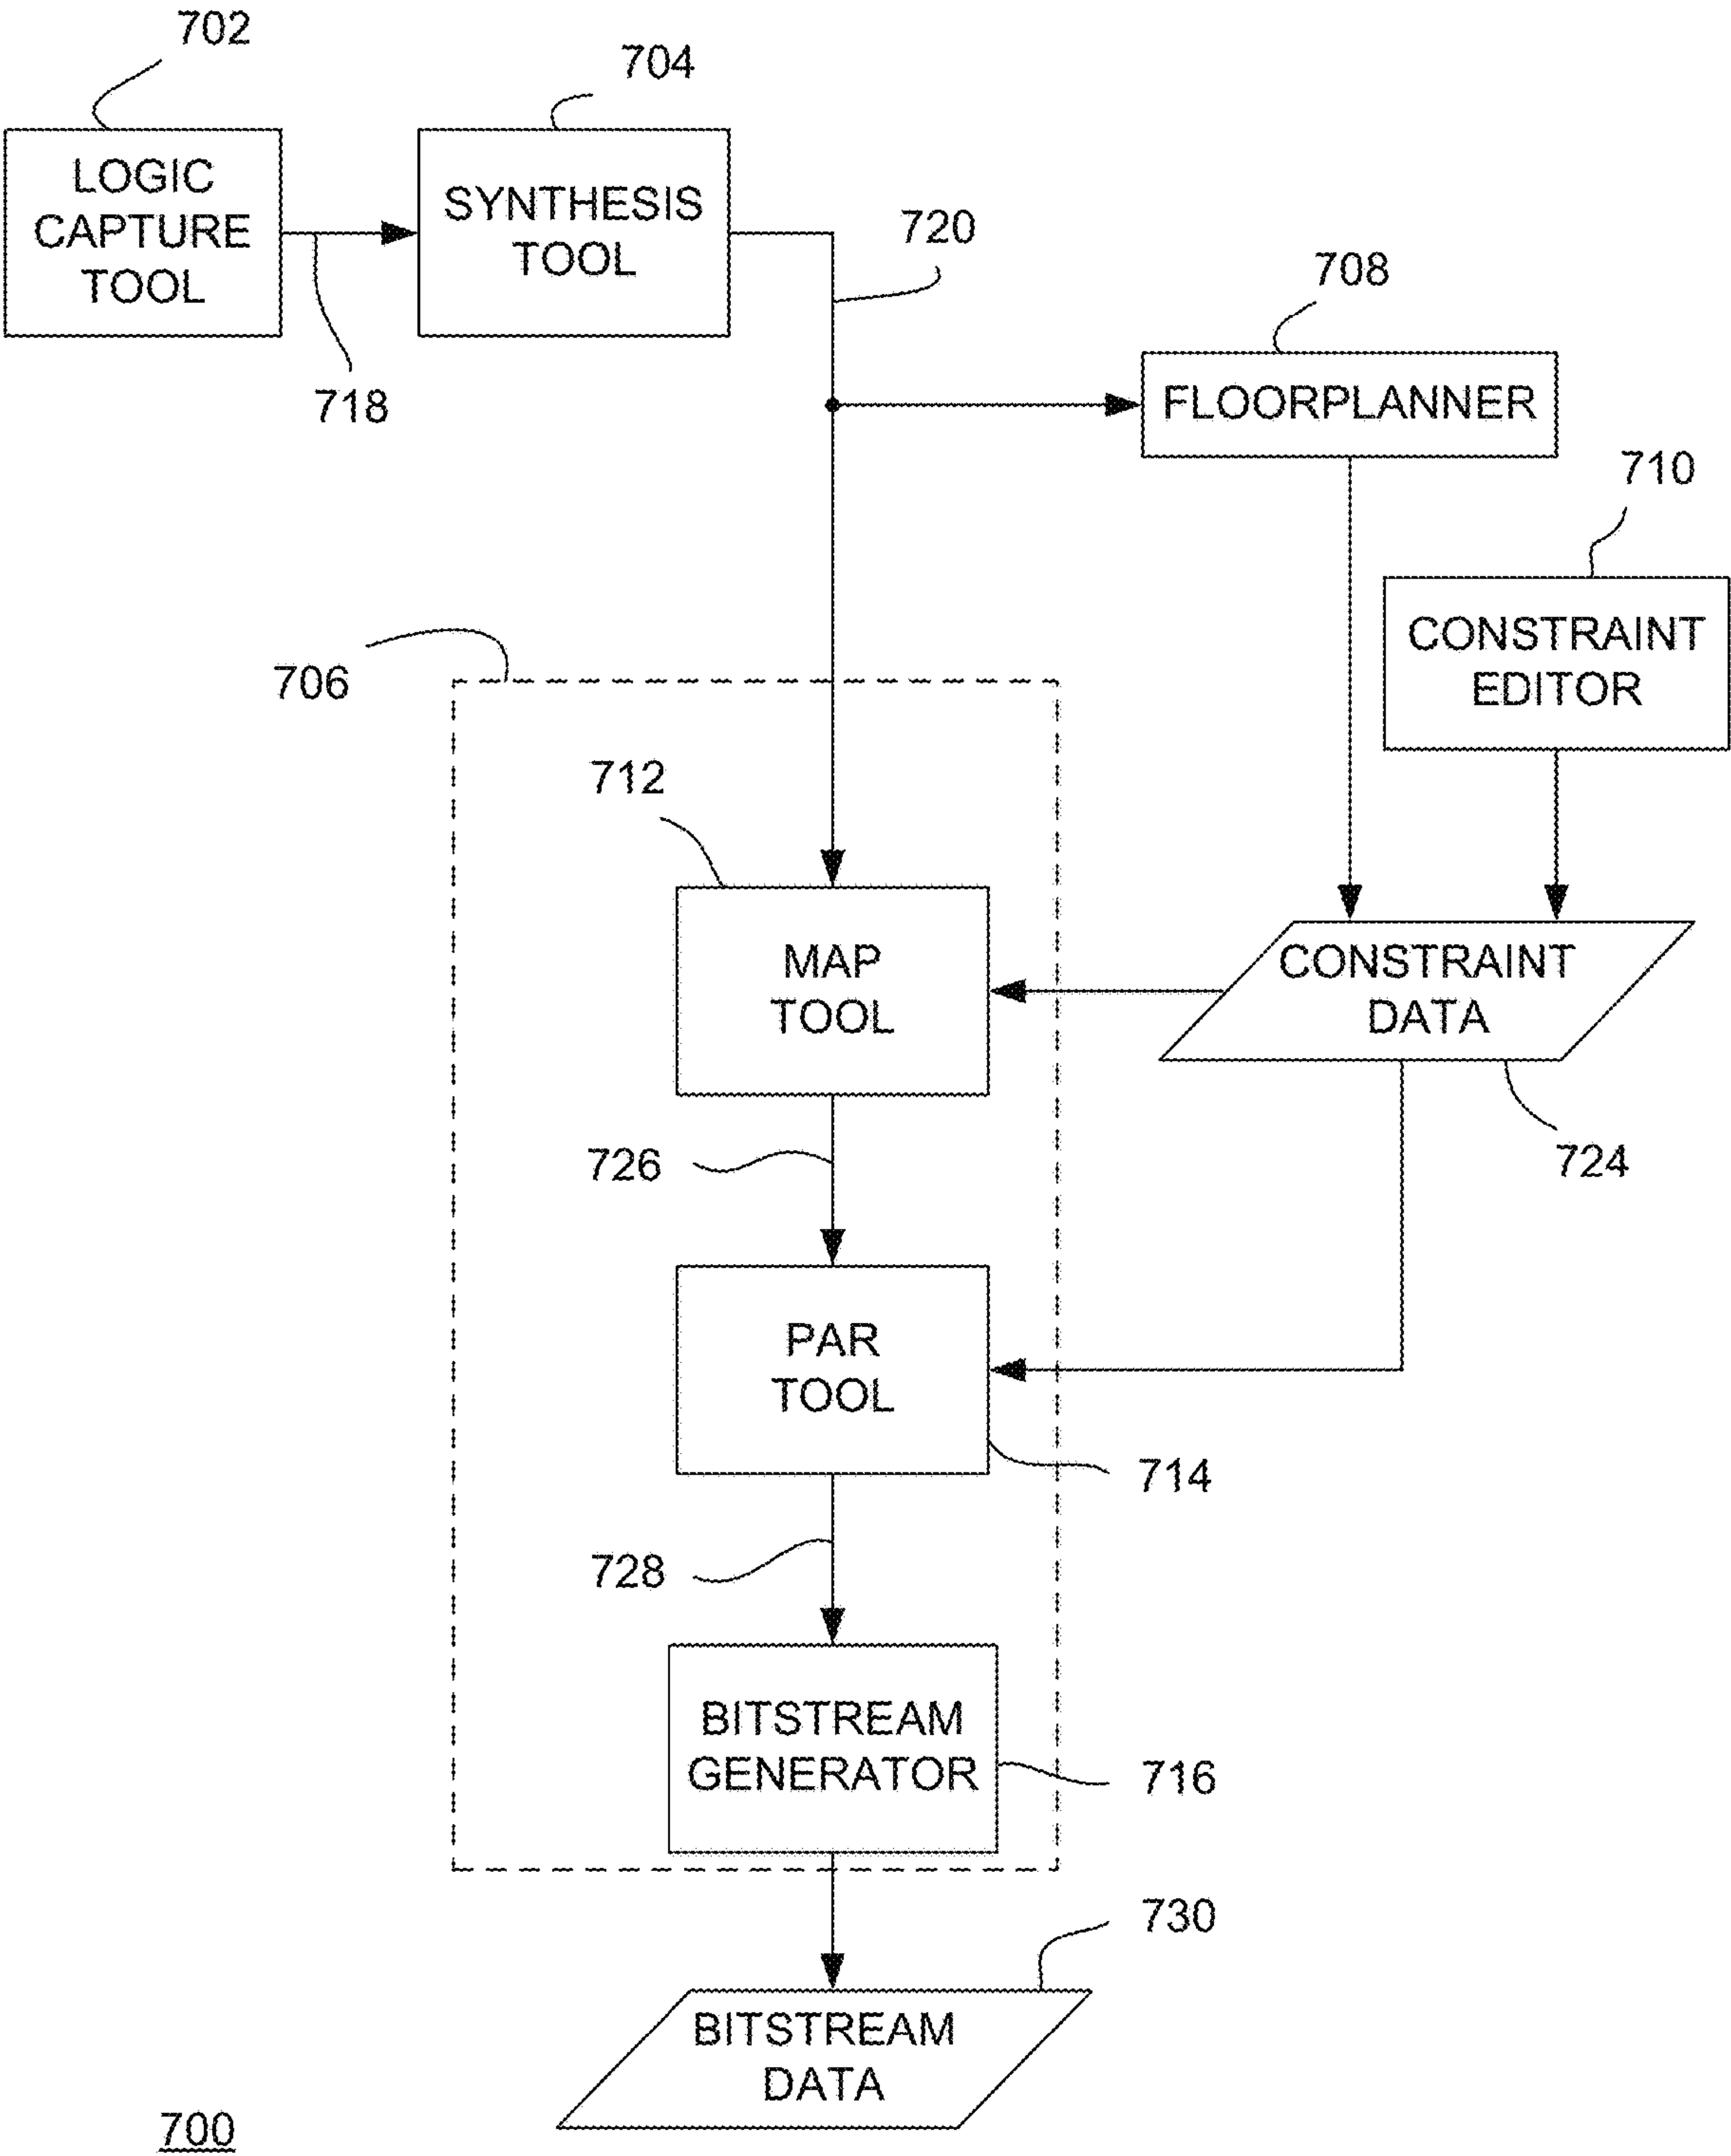 702
704
LOGIC
CAPTURE
TOOL
SYNTHESIS
TOOL
720
718
708
FLOORPLANNER
710
CONSTRAINT
EDITOR
706
712
MAP
TOOL
CONSTRAINT
DATA
726
724
PAR
TOOL
714
728
BITSTREAM
GENERATOR
716
730
BITSTREAM
DATA
700